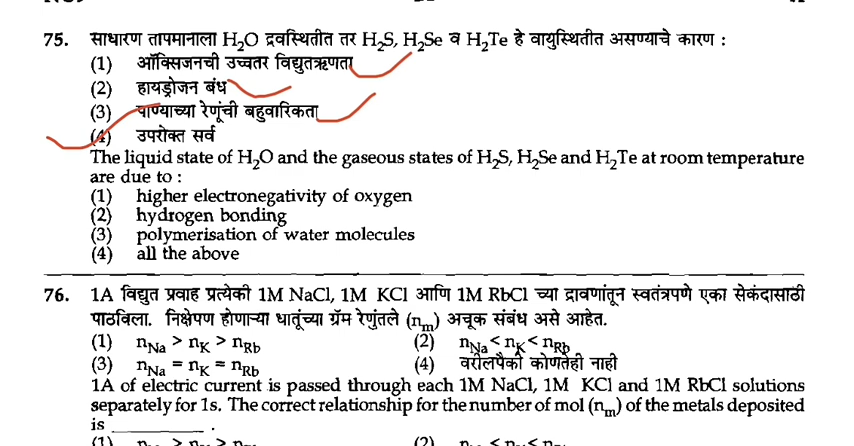 75. साधारण तापमानाला H₂O द्रवस्थितीत तर H₂S, H₂Se व H₂Te हे वायुस्थितीत असण्याचे कारण :
(1) ऑक्सिजनची उच्चतर विद्युतऋणता
(2) हायड्रोजन बंध
(3) पाण्याच्या रेणूंची बहुवारिकता
(4) उपरोक्त सर्व
The liquid state of H₂O and the gaseous states of H₂S, H₂Se and H₂Te at room temperature
are due to :
(1) higher electronegativity of oxygen
(2) hydrogen bonding
(3) polymerisation of water molecules
(4) all the above
76. 1A विद्युत प्रवाह प्रत्येकी 1M NaCl, 1M KCl आणि 1M RbCl च्या द्रावणांतून स्वतंत्रपणे एका सेकंदासाठी
पाठविला. निक्षेपण होणाऱ्या धातूंच्या ग्रॅम रेणुंतले (nₘ) अचूक संबंध असे आहेत.
(1) n_Na > n_K > n_Rb (2) n_Na < n_K < n_Rb
(3) n_Na = n_K = n_Rb (4) वरीलपैकी कोणतेही नाही
1A of electric current is passed through each 1M NaCl, 1M KCl and 1M RbCl solutions
separately for 1s. The correct relationship for the number of mol (nₘ) of the metals deposited
is __________ .